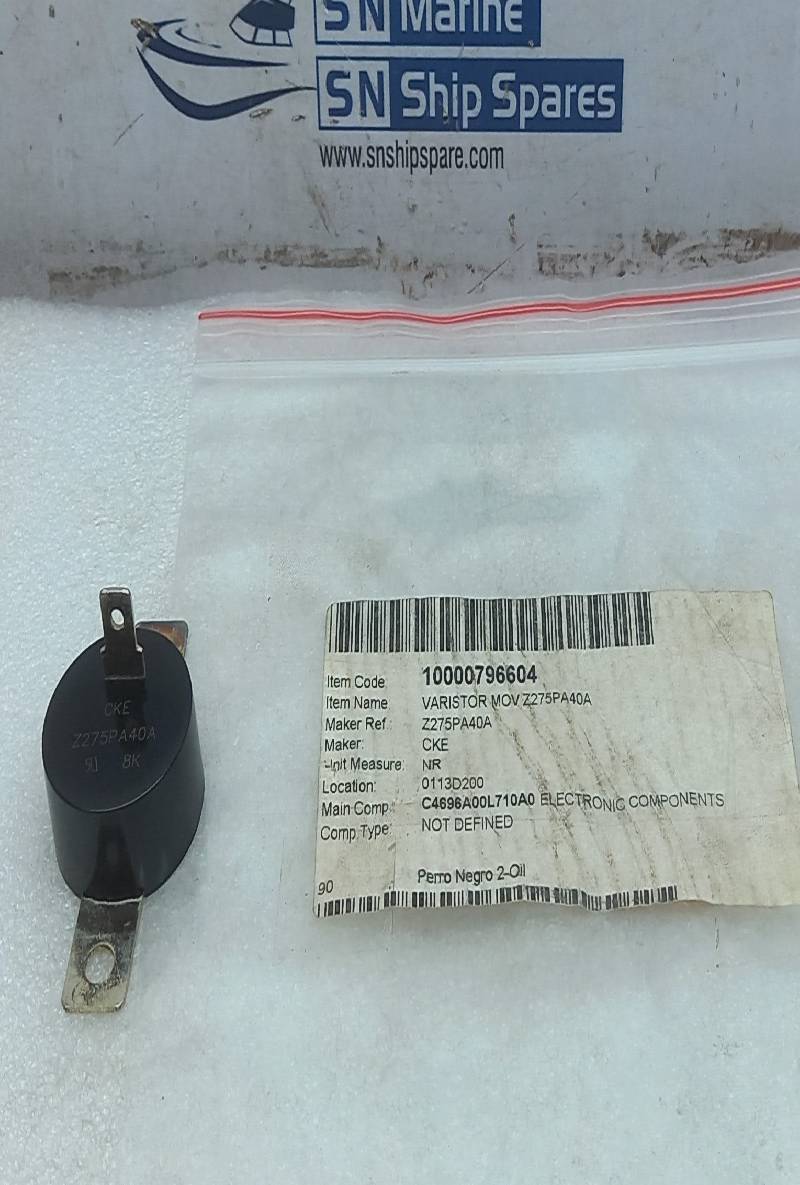 SN Marine
SN Ship Spares
www.snshipspare.com
Item Code 10000796604
Item Name VARISTOR MOV Z275PA40A
Maker Ref.: Z275PA40A
Maker: CKE
Unit Measure: NR
Location: 0113D200
Main Comp C4696A00L710A0 ELECTRONIC COMPONENTS
Comp Type: NOT DEFINED
Perro Negro 2-Oil
90
CKE
Z275PA40A
8K